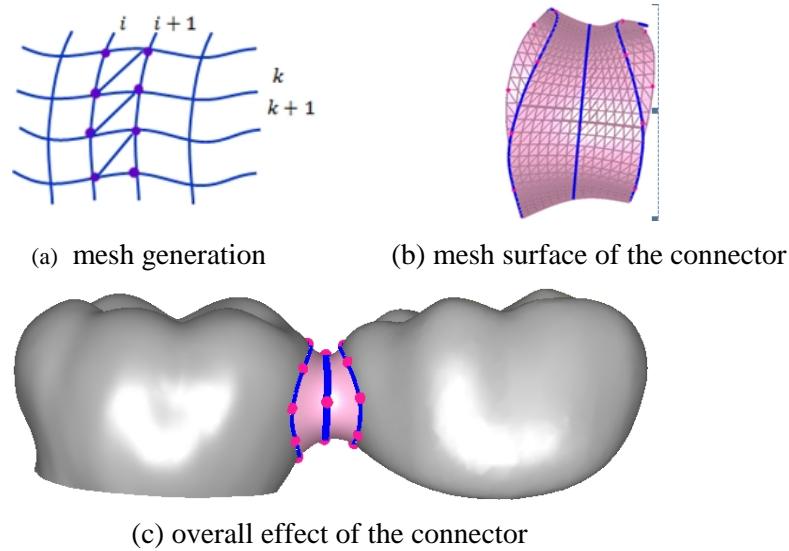 i i + 1
k
k + 1
(a) mesh generation
(b) mesh surface of the connector
(c) overall effect of the connector